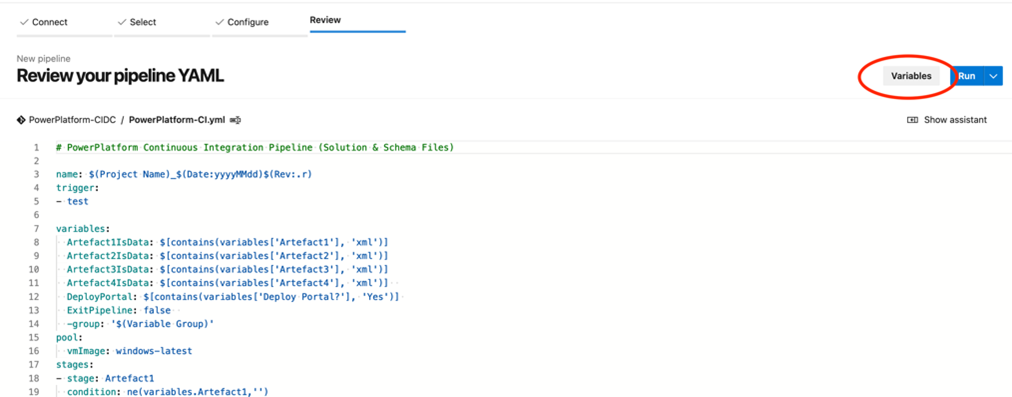 Connect Select Configure Review
New pipeline
Review your pipeline YAML
Variables Run
PowerPlatform-CIDC / PowerPlatform-CI.yml
Show assistant
1 # PowerPlatform Continuous Integration Pipeline (Solution & Schema Files)
2
3 name: $(Project Name)_$(Date:yyyyMMdd)$(Rev:.r)
4 trigger:
5 - test
6
7 variables:
8 Artefact1IsData: $[contains(variables['Artefact1'], 'xml')]
9 Artefact2IsData: $[contains(variables['Artefact2'], 'xml')]
10 Artefact3IsData: $[contains(variables['Artefact3'], 'xml')]
11 Artefact4IsData: $[contains(variables['Artefact4'], 'xml')]
12 DeployPortal: $[contains(variables['Deploy Portal?'], 'Yes')]
13 ExitPipeline: false
14 -group: '$(Variable Group)'
15 pool:
16 vmImage: windows-latest
17 stages:
18 - stage: Artefact1
19 condition: ne(variables.Artefact1,'')